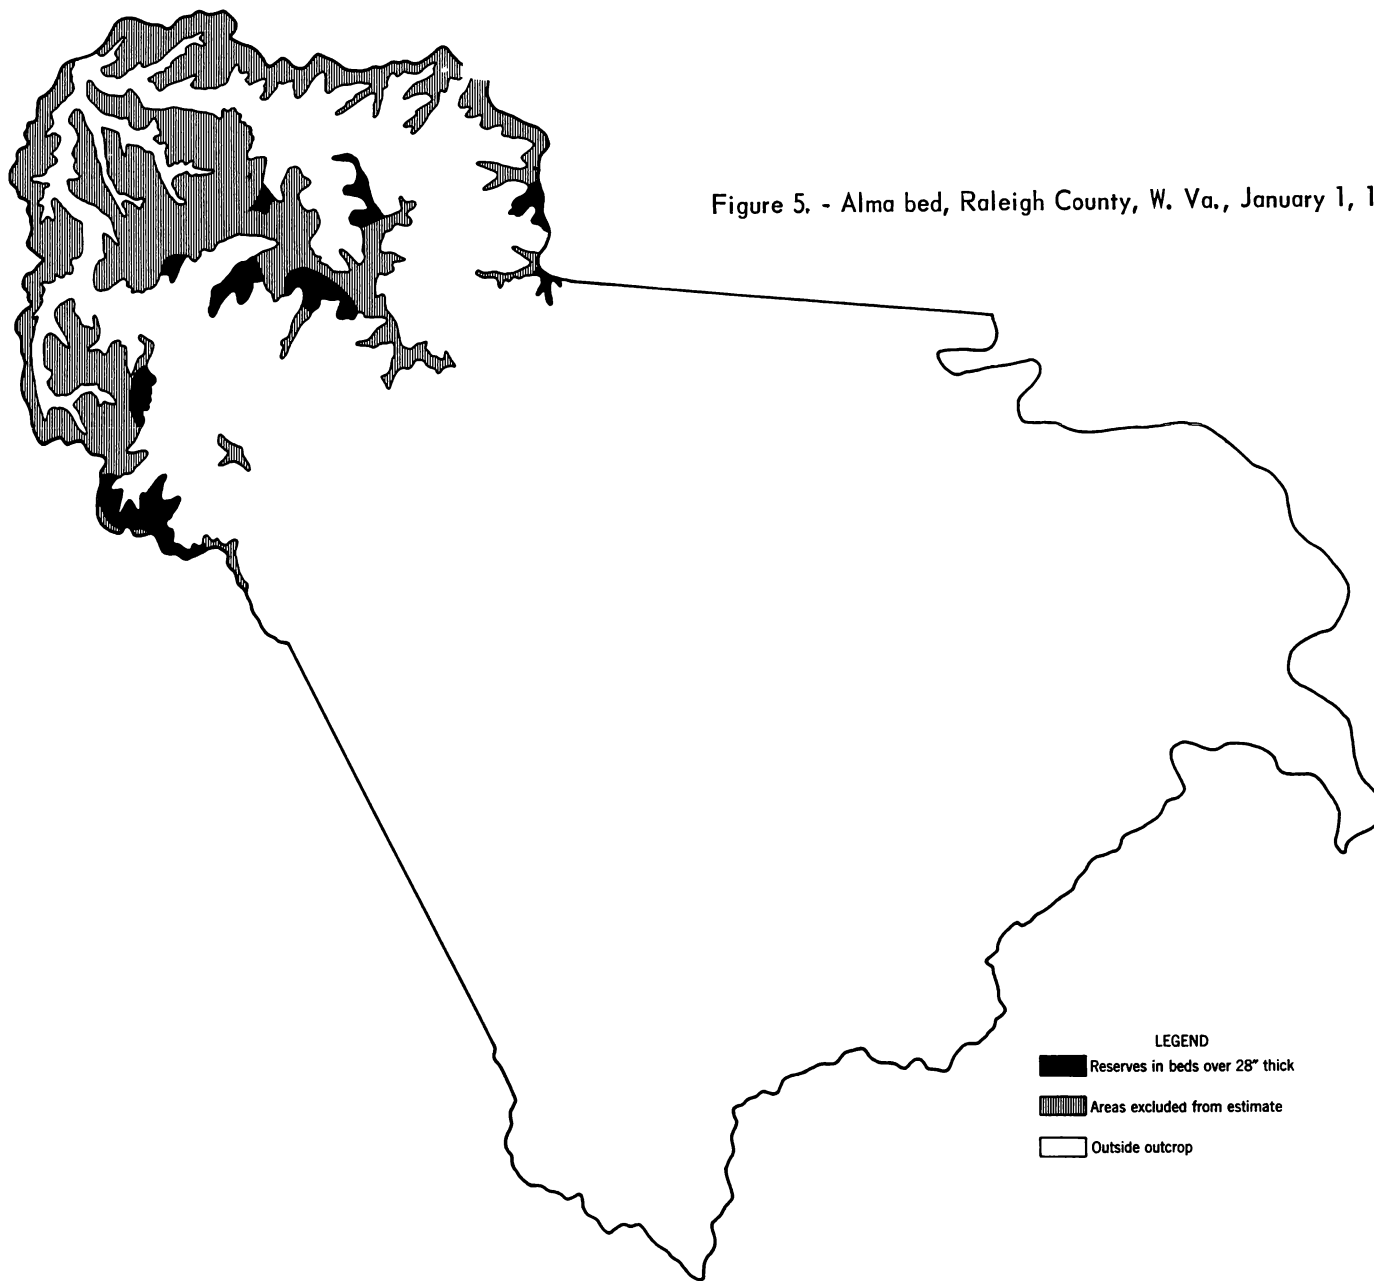 Figure 5. - Alma bed, Raleigh County, W. Va., January 1, 1
LEGEND
Reserves in beds over 28″ thick
Areas excluded from estimate
Outside outcrop